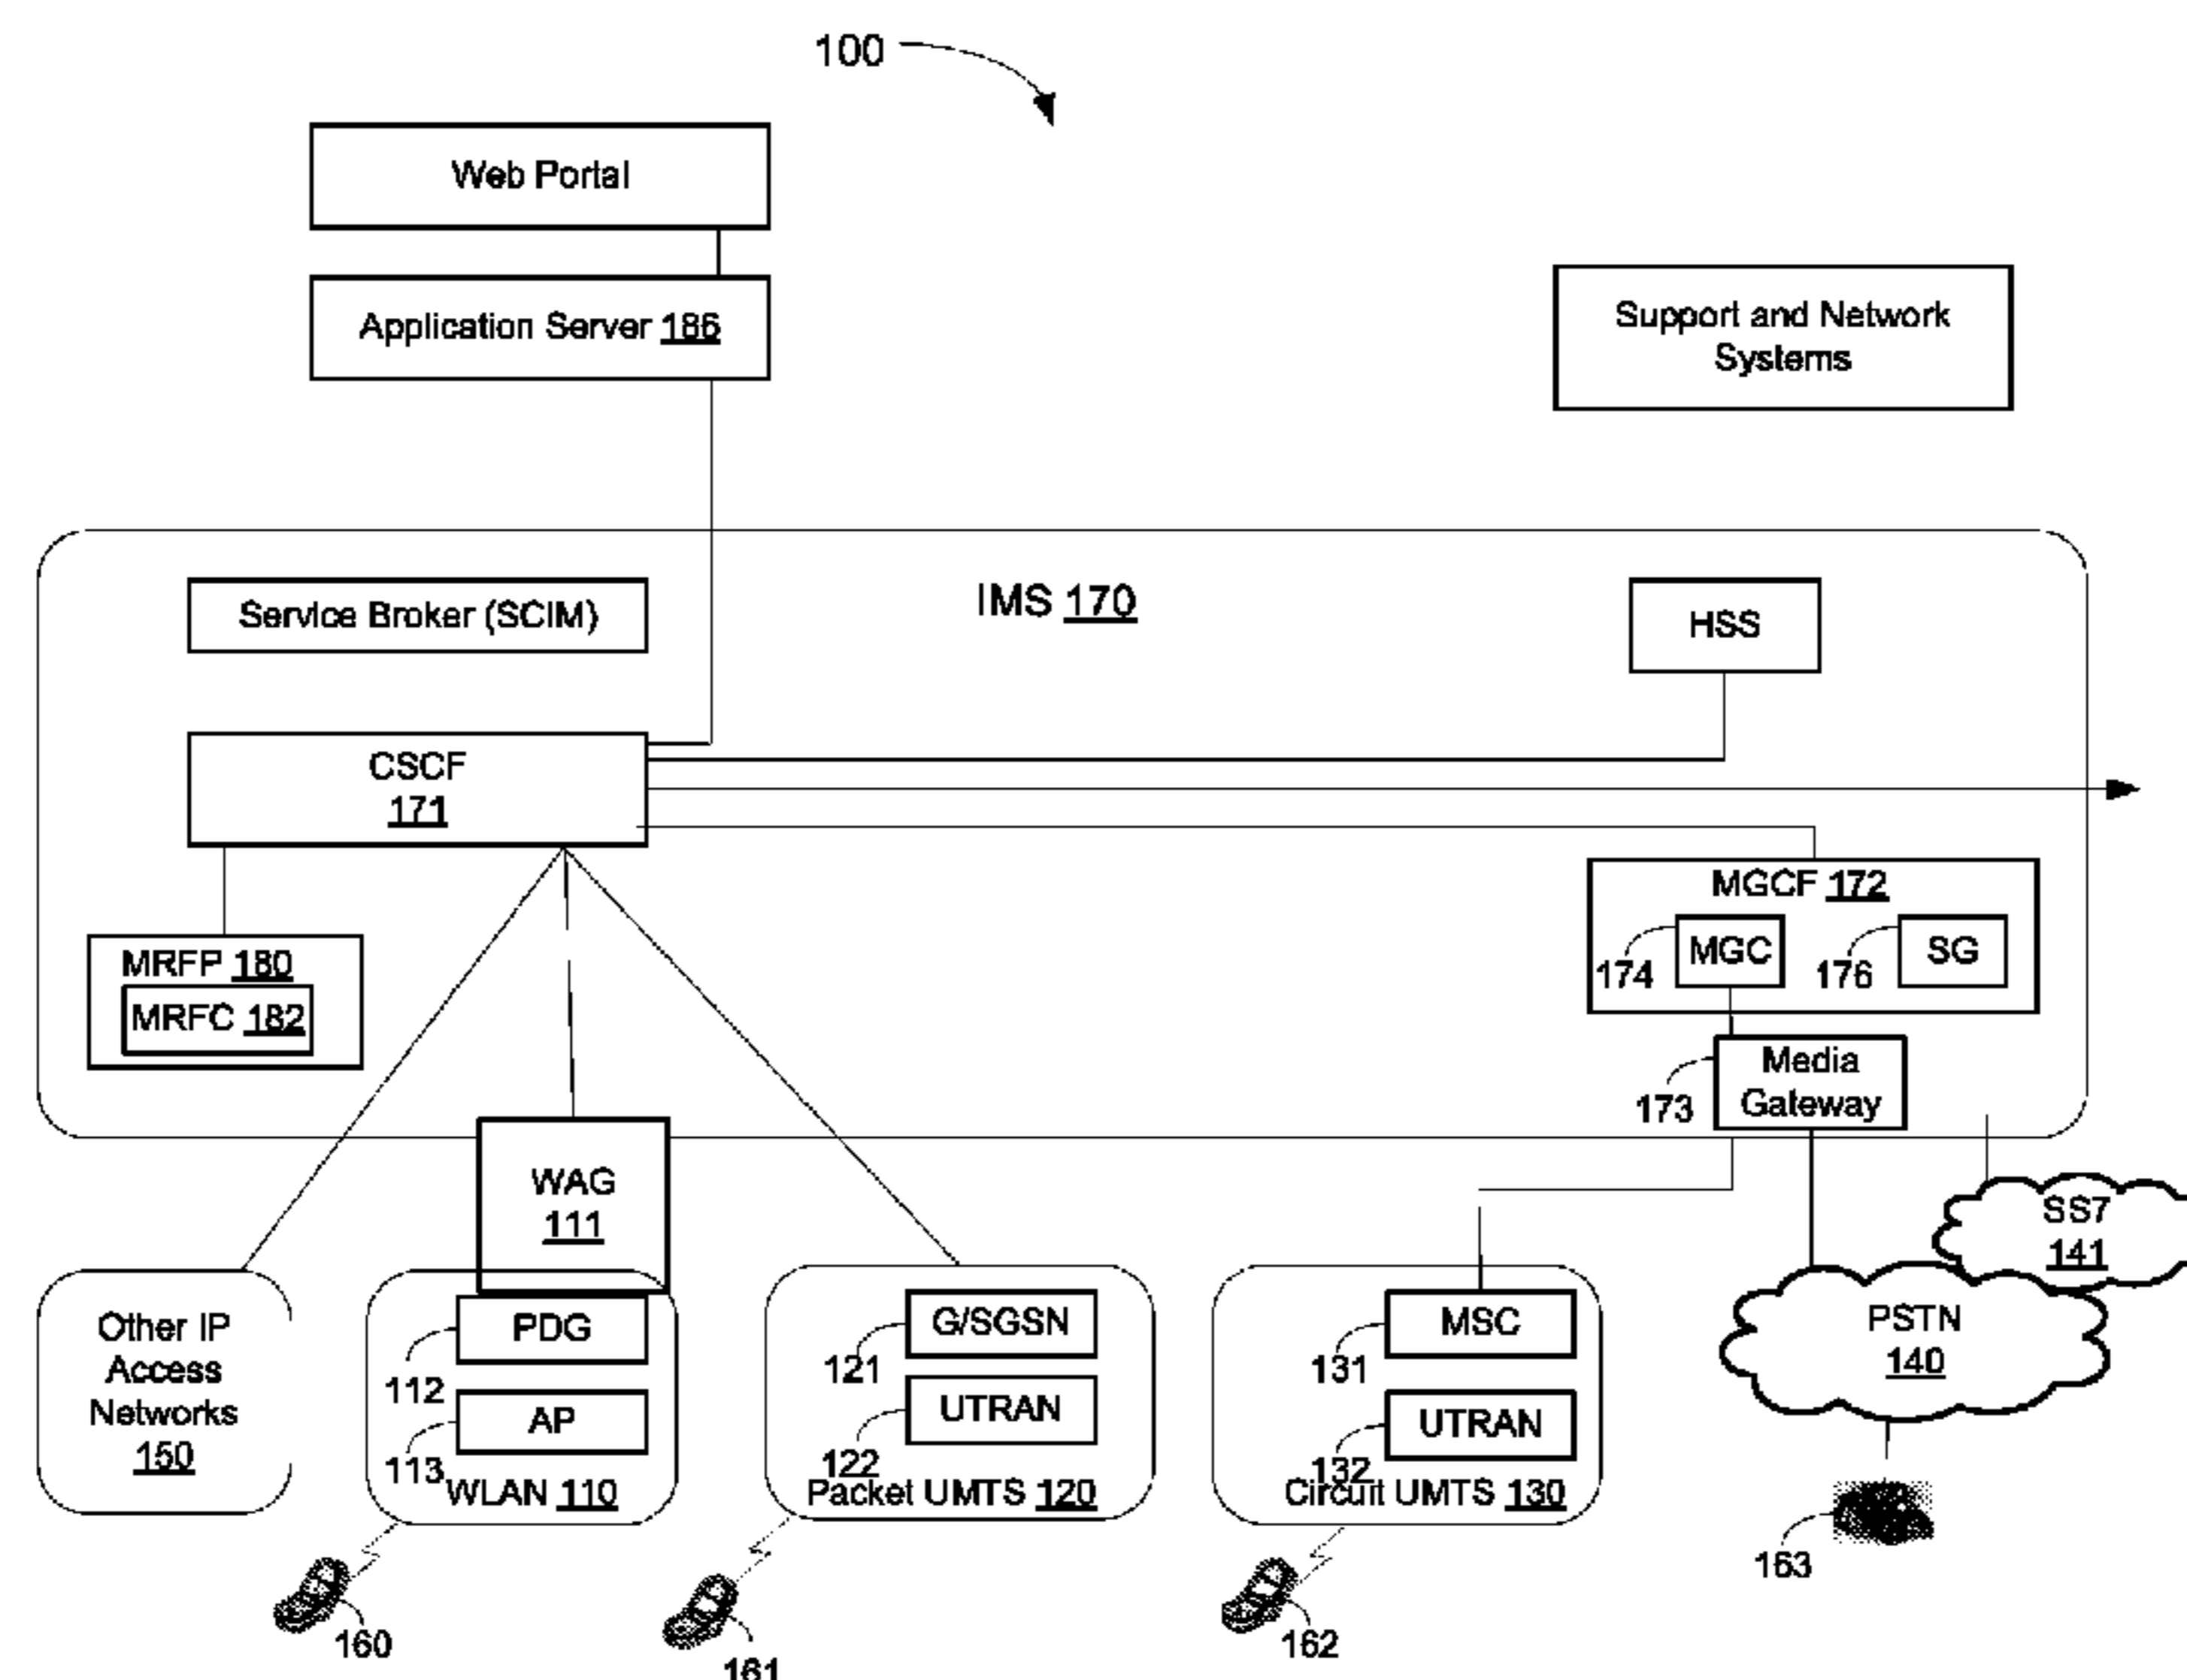 100
Web Portal
Application Server 186
Support and Network
Systems
Service Broker (SCIM)
IMS 170
HSS
CSCF
171
MGCF 172
MGC
SG
174
176
MRFP 180
MRFC 182
Media
Gateway
173
WAG
111
SS7
141
Other IP
Access
Networks
150
PDG
112
AP
113
WLAN 110
G/SGSN
121
UTRAN
122
Packet UMTS 120
MSC
131
UTRAN
132
Circuit UMTS 130
PSTN
140
160
161
162
163